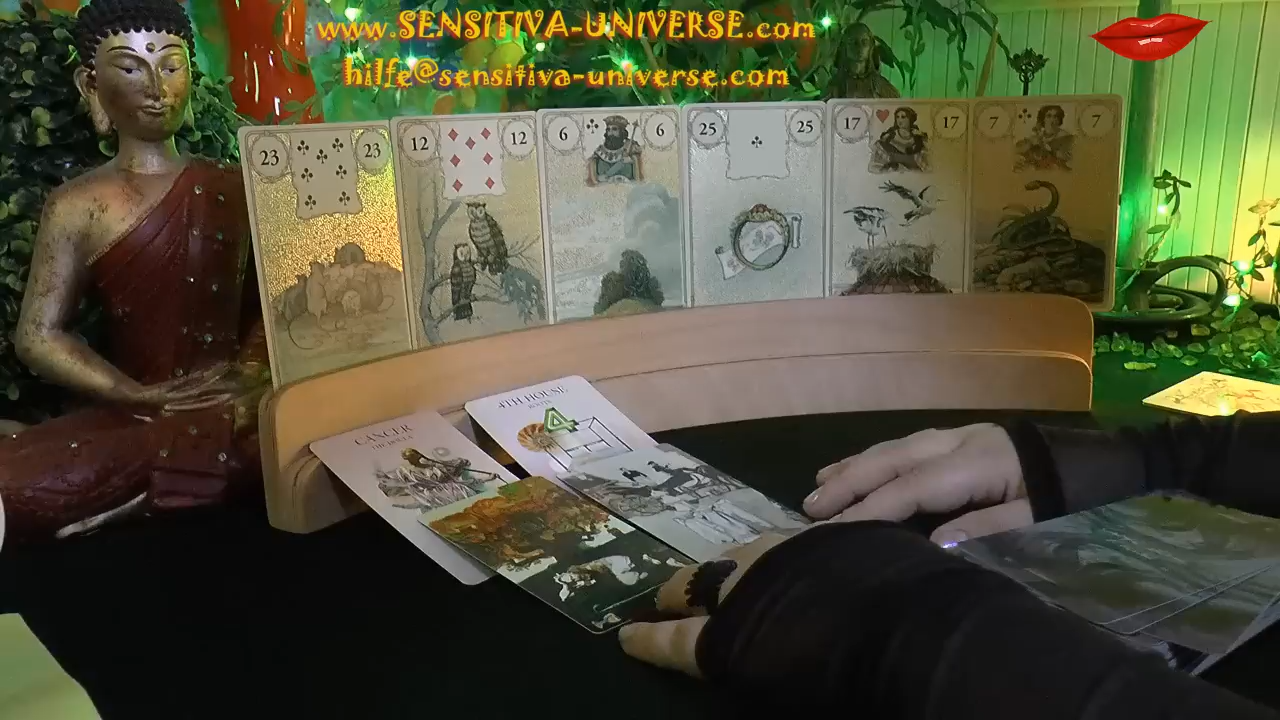 www.SENSITIVA-UNIVERSE.com
hilfe@sensitiva-universe.com
23 23
12 12
6 6
25 25
17 17
7 7
4TH HOUSE
ROOTS
4
CANCER